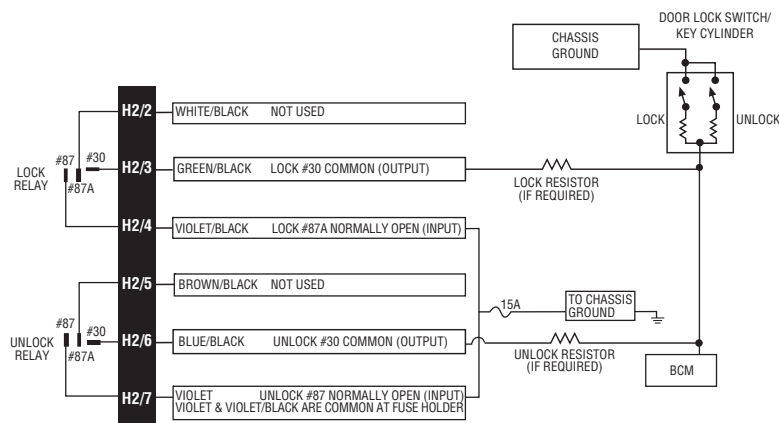 DOOR LOCK SWITCH/
KEY CYLINDER
CHASSIS
GROUND
LOCK
UNLOCK
H2/2
WHITE/BLACK NOT USED
#87
#30
#87A
LOCK
RELAY
H2/3
GREEN/BLACK LOCK #30 COMMON (OUTPUT)
LOCK RESISTOR
(IF REQUIRED)
H2/4
VIOLET/BLACK LOCK #87A NORMALLY OPEN (INPUT)
H2/5
BROWN/BLACK NOT USED
15A
TO CHASSIS
GROUND
#87
#30
#87A
UNLOCK
RELAY
H2/6
BLUE/BLACK UNLOCK #30 COMMON (OUTPUT)
UNLOCK RESISTOR
(IF REQUIRED)
BCM
H2/7
VIOLET UNLOCK #87 NORMALLY OPEN (INPUT)
VIOLET & VIOLET/BLACK ARE COMMON AT FUSE HOLDER